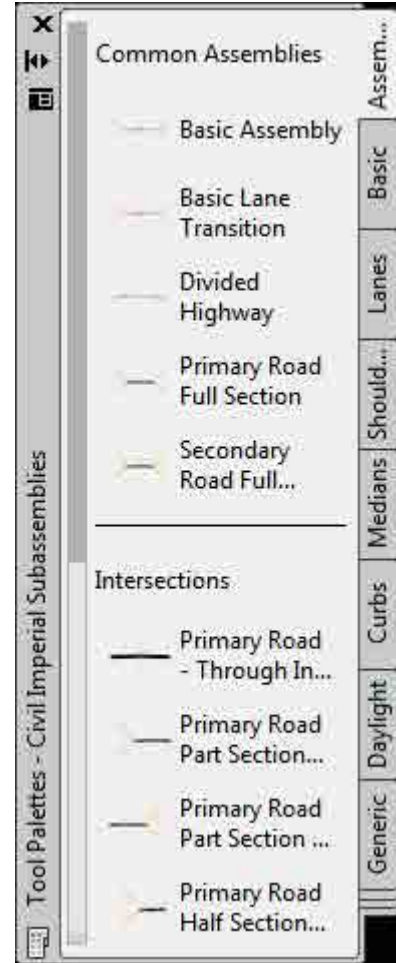 Common Assemblies
Basic Assembly
Basic Lane
Transition
Divided
Highway
Primary Road
Full Section
Secondary
Road Full...
Intersections
Primary Road
- Through In...
Primary Road
Part Section...
Primary Road
Part Section ...
Primary Road
Half Section...
Assem...
Basic
Lanes
Should...
Medians
Curbs
Daylight
Generic
Tool Palettes - Civil Imperial Subassemblies